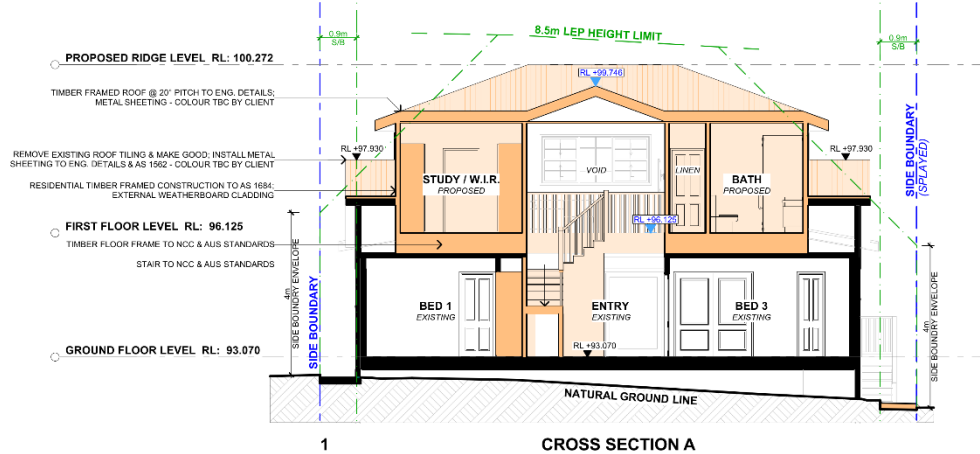 0.9m
S/B
8.5m LEP HEIGHT LIMIT
0.9m
S/B
PROPOSED RIDGE LEVEL RL: 100.272
RL +99.746
TIMBER FRAMED ROOF @ 20° PITCH TO ENG. DETAILS;
METAL SHEETING - COLOUR TBC BY CLIENT
RL +97.930
RL +97.930
REMOVE EXISTING ROOF TILING & MAKE GOOD; INSTALL METAL
SHEETING TO ENG. DETAILS & AS 1562 - COLOUR TBC BY CLIENT
RESIDENTIAL TIMBER FRAMED CONSTRUCTION TO AS 1684;
EXTERNAL WEATHERBOARD CLADDING
STUDY / W.I.R.
PROPOSED
VOID
LINEN
BATH
PROPOSED
SIDE BOUNDARY
(SPLAYED)
FIRST FLOOR LEVEL RL: 96.125
RL +96.125
TIMBER FLOOR FRAME TO NCC & AUS STANDARDS
STAIR TO NCC & AUS STANDARDS
4m
SIDE BOUNDRY ENVELOPE
SIDE BOUNDARY
BED 1
EXISTING
ENTRY
EXISTING
BED 3
EXISTING
4m
SIDE BOUNDRY ENVELOPE
GROUND FLOOR LEVEL RL: 93.070
RL +93.070
NATURAL GROUND LINE
1
CROSS SECTION A